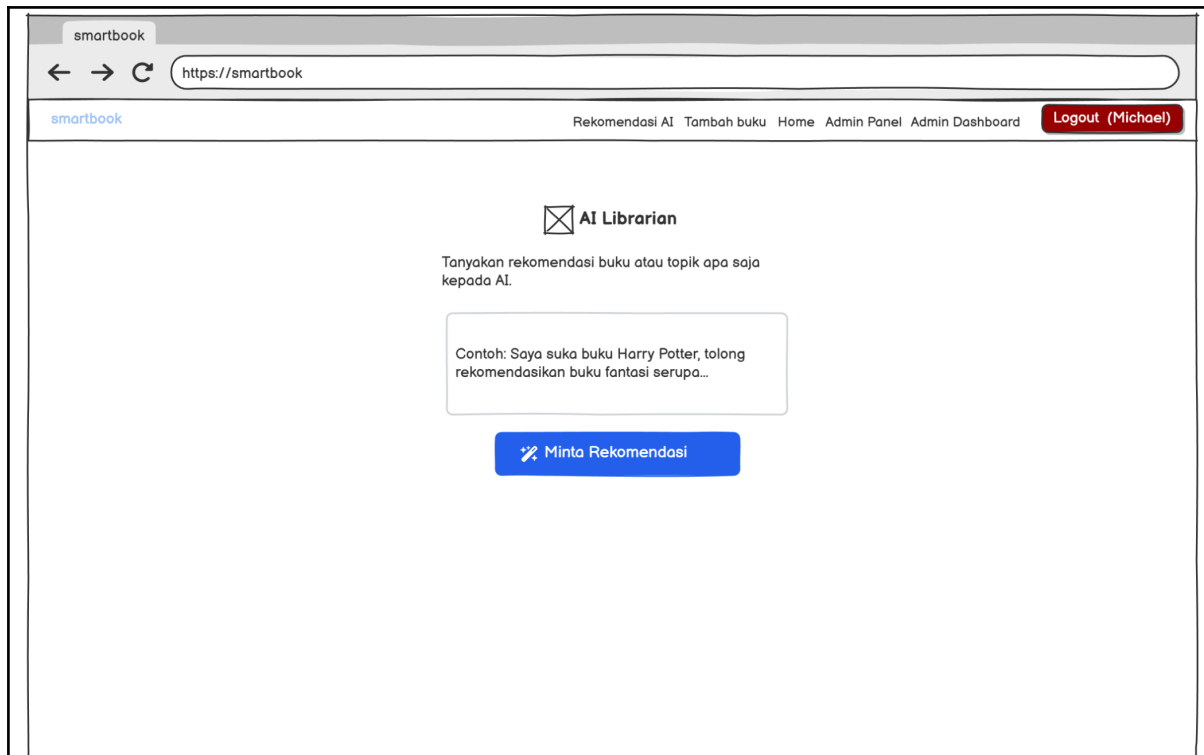 smartbook
https://smartbook
smartbook
Rekomendasi AI Tambah buku Home Admin Panel Admin Dashboard Logout (Michael)
AI Librarian
Tanyakan rekomendasi buku atau topik apa saja
kepada AI.
Contoh: Saya suka buku Harry Potter, tolong
rekomendasikan buku fantasi serupa...
Minta Rekomendasi